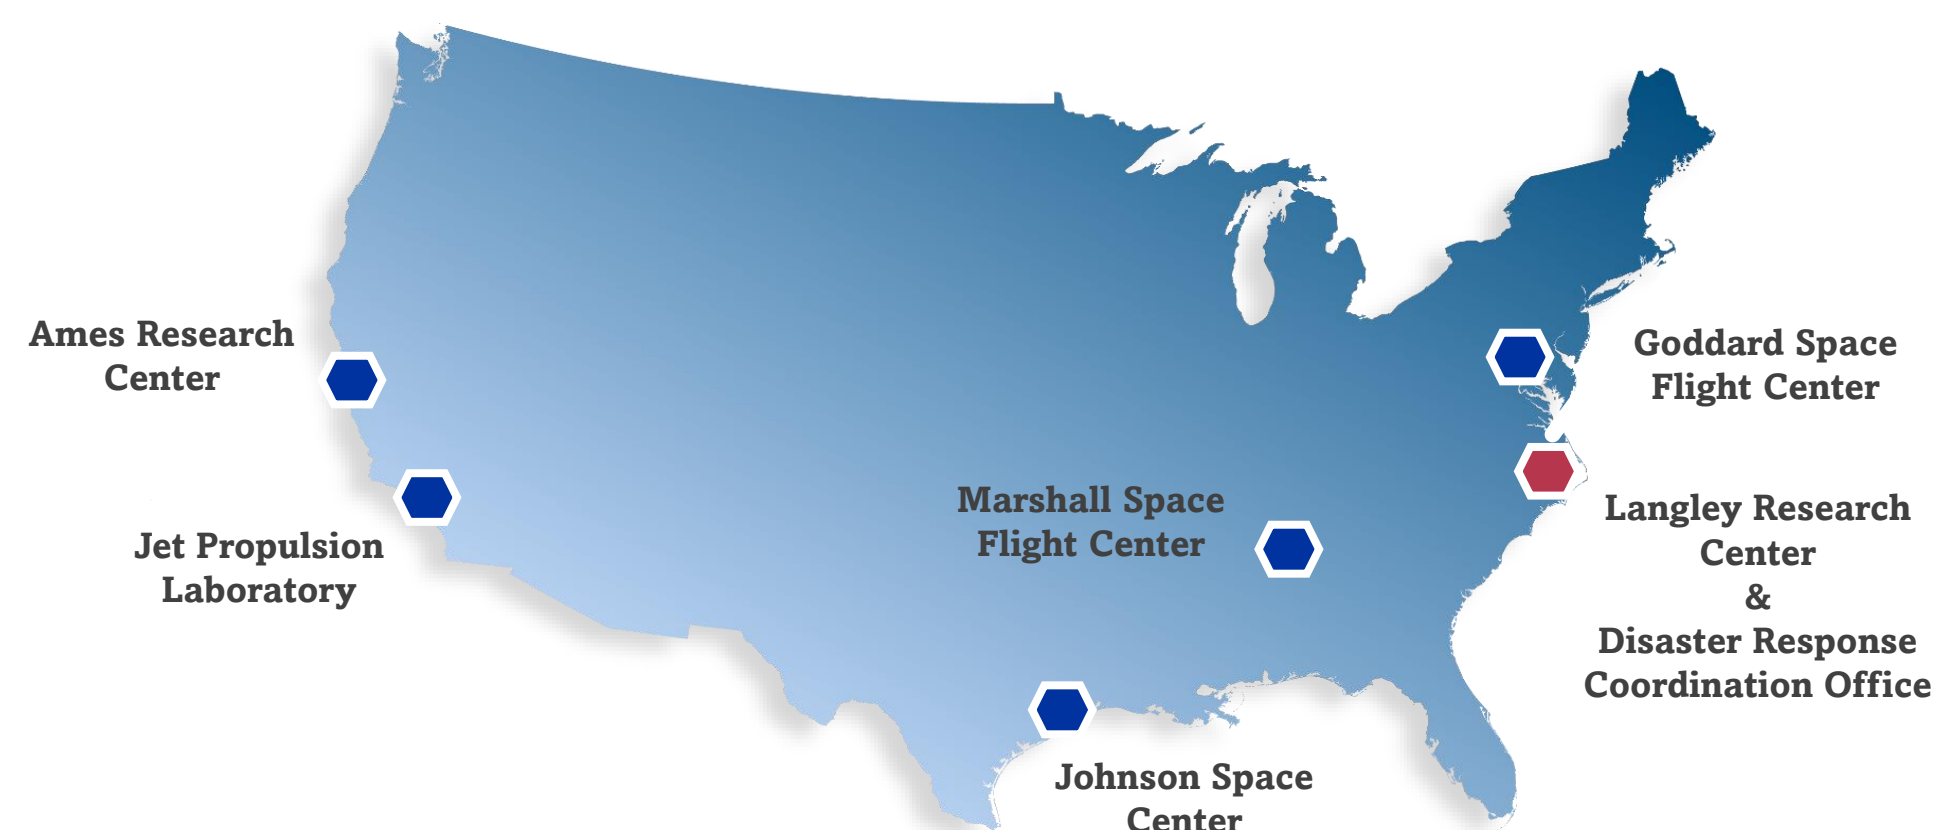 Ames Research
Center
Jet Propulsion
Laboratory
Marshall Space
Flight Center
Johnson Space
Center
Goddard Space
Flight Center
Langley Research
Center
&
Disaster Response
Coordination Office